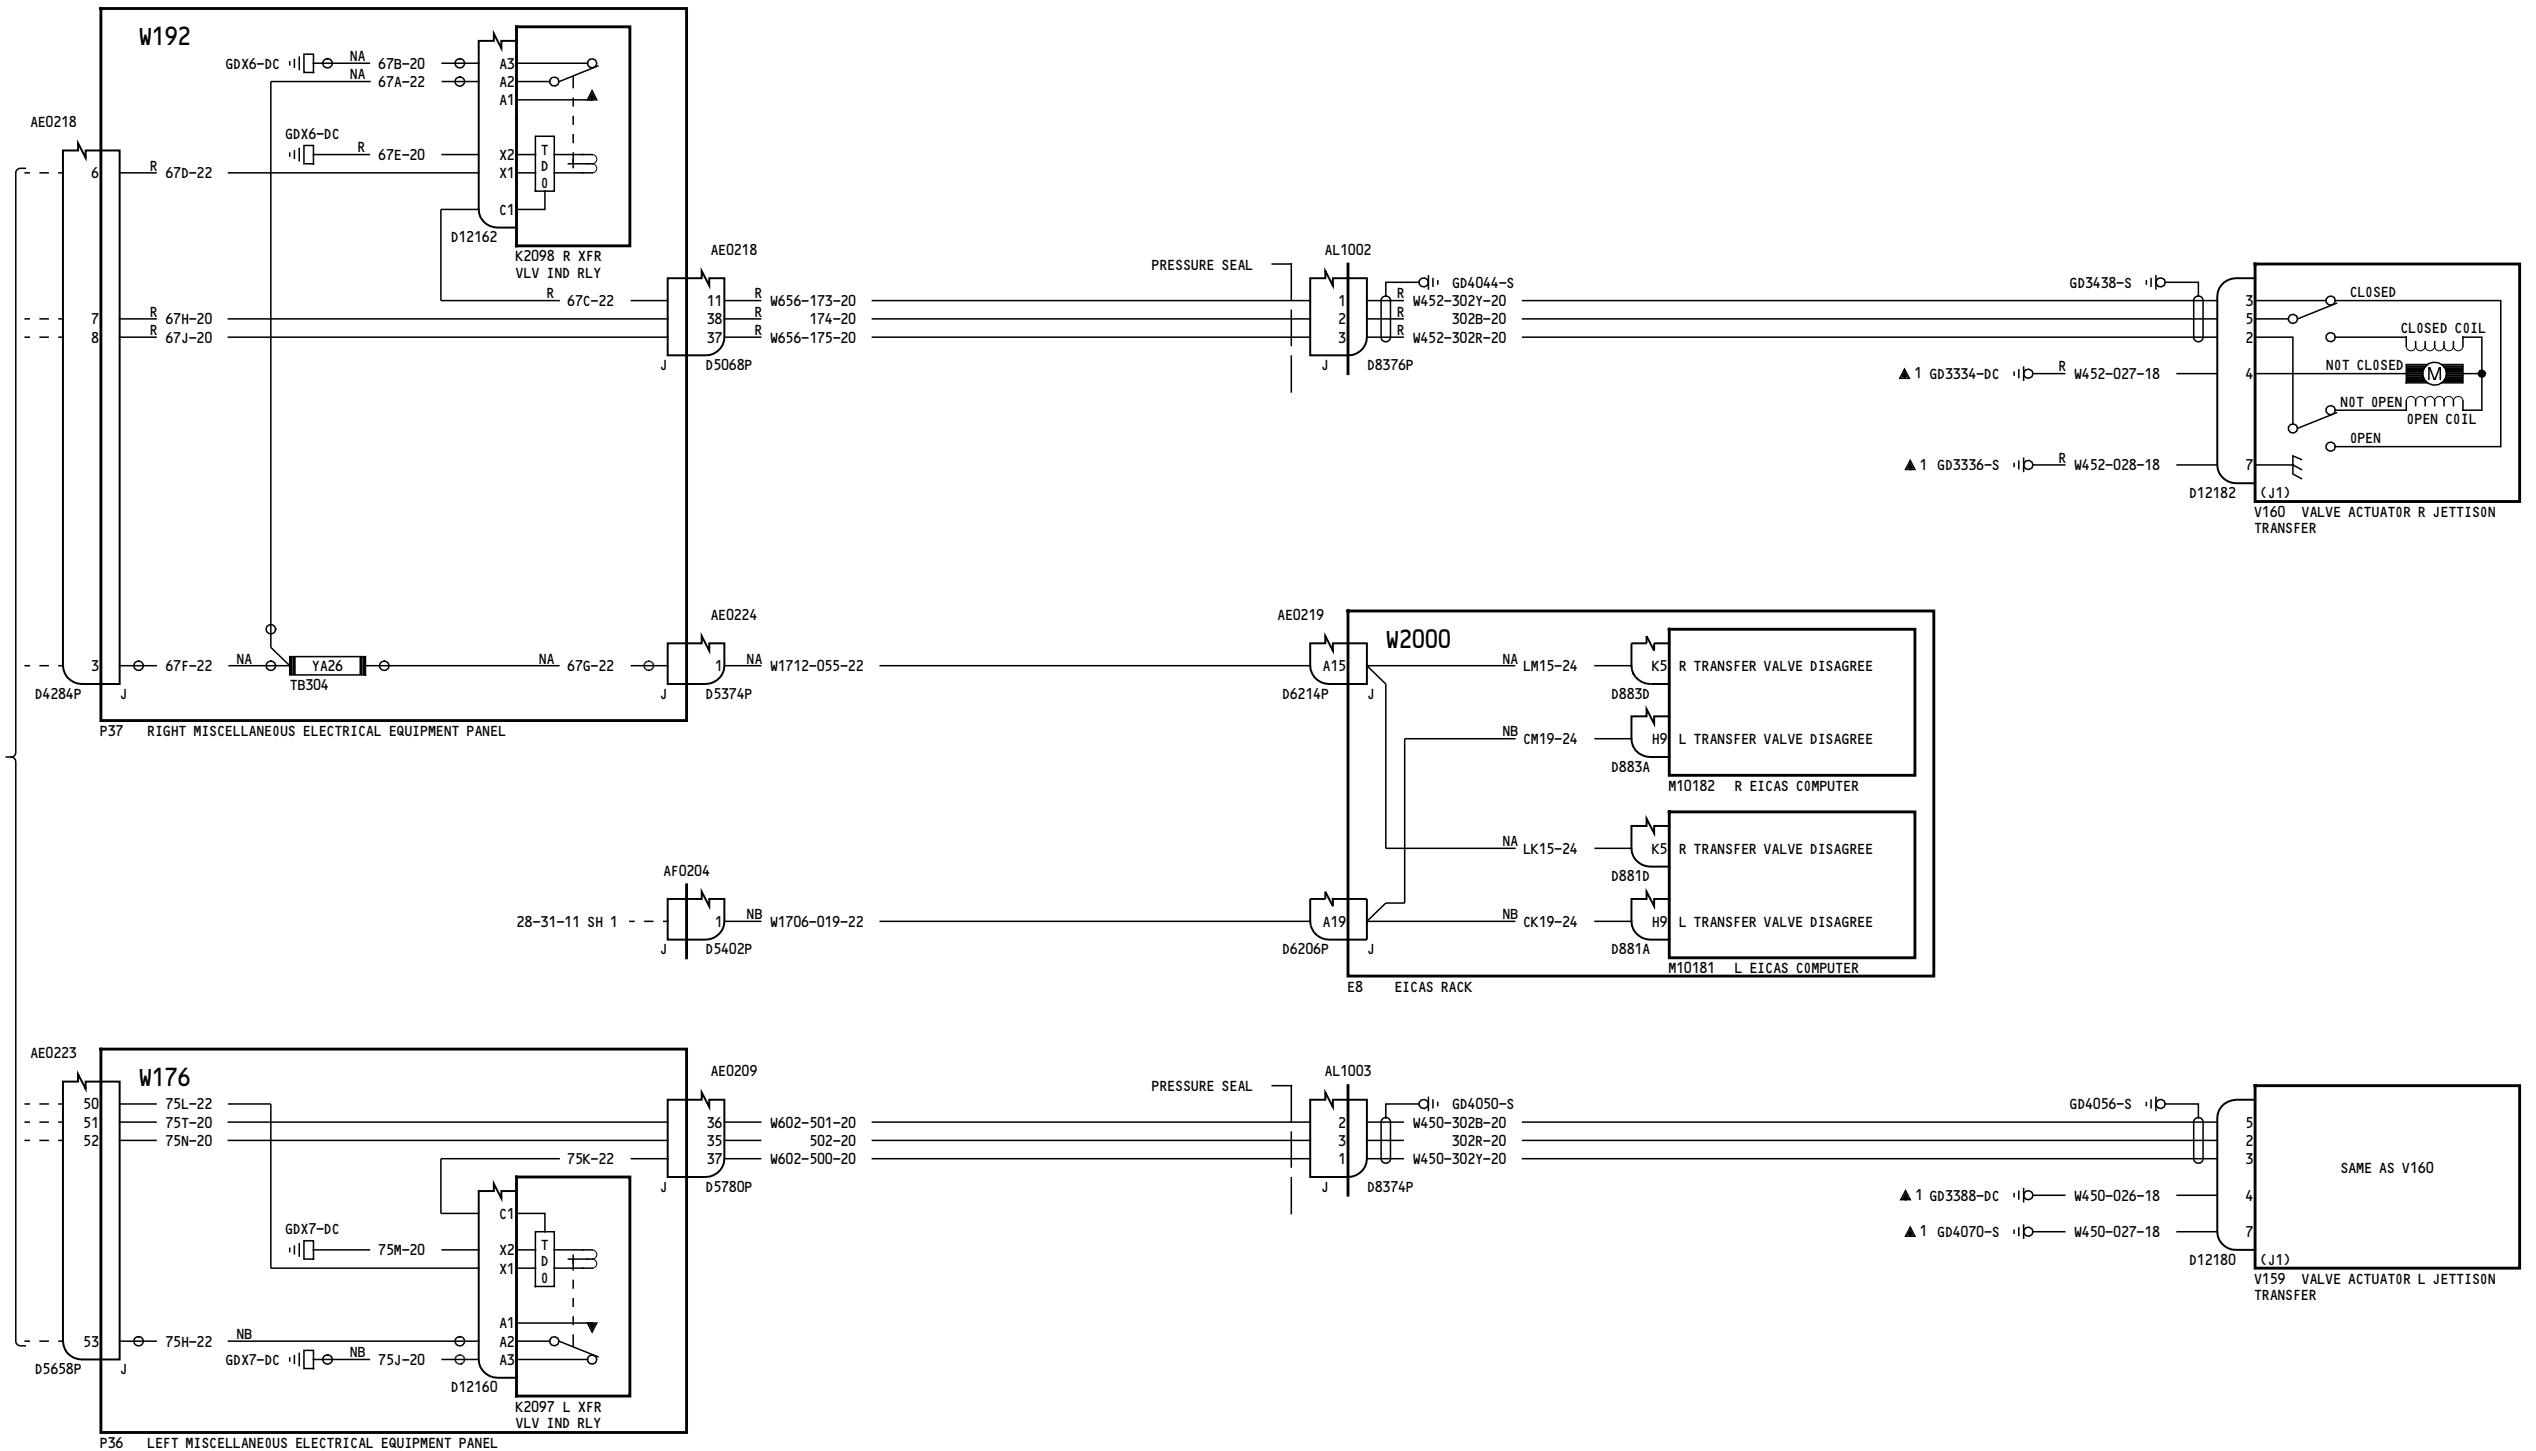 W192
GDX6-DC NA 67B-20 A3
NA 67A-22 A2
A1
AE0218
GDX6-DC
R 67E-20 X2 T D O
6 R 67D-22 X1
C1
D12162
K2098 R XFR
VLV IND RLY
AE0218
R 67C-22 11 R W656-173-20
7 R 67H-20 38 R 174-20
8 R 67J-20 37 R W656-175-20
J D5068P
PRESSURE SEAL
AL1002
GD4044-S
1 R W452-302Y-20
2 R 302B-20
3 R W452-302R-20
J D8376P
GD3438-S
3 CLOSED
5
2 CLOSED COIL
1 GD3334-DC R W452-027-18 4 NOT CLOSED M
NOT OPEN
OPEN COIL
OPEN
1 GD3336-S R W452-028-18 7
D12182 (J1)
V160 VALVE ACTUATOR R JETTISON
TRANSFER
AE0224
3 67F-22 NA YA26 NA 67G-22 1 NA W1712-055-22
TB304
D4284P J
J D5374P
P37 RIGHT MISCELLANEOUS ELECTRICAL EQUIPMENT PANEL
AE0219
W2000
A15 NA LM15-24 K5 R TRANSFER VALVE DISAGREE
D6214P J
D883D
NB CM19-24 H9 L TRANSFER VALVE DISAGREE
D883A
M10182 R EICAS COMPUTER
NA LK15-24 K5 R TRANSFER VALVE DISAGREE
D881D
AF0204
28-31-11 SH 1 1 NB W1706-019-22 A19 NB CK19-24 H9 L TRANSFER VALVE DISAGREE
J D5402P D6206P J D881A
M10181 L EICAS COMPUTER
E8 EICAS RACK
AE0223
W176
50 75L-22
51 75T-20
52 75N-20
75K-22
AE0209
36 W602-501-20
35 502-20
37 W602-500-20
J D5780P
PRESSURE SEAL
AL1003
GD4050-S
2 W450-302B-20
3 302R-20
1 W450-302Y-20
J D8374P
GD4056-S
5
2
3
SAME AS V160
1 GD3388-DC W450-026-18 4
1 GD4070-S W450-027-18 7
D12180 (J1)
V159 VALVE ACTUATOR L JETTISON
TRANSFER
C1
GDX7-DC
75M-20 X2 T D O
X1
A1
53 75H-22 NB A2
GDX7-DC NB 75J-20 A3
D5658P J
D12160
K2097 L XFR
VLV IND RLY
P36 LEFT MISCELLANEOUS ELECTRICAL EQUIPMENT PANEL